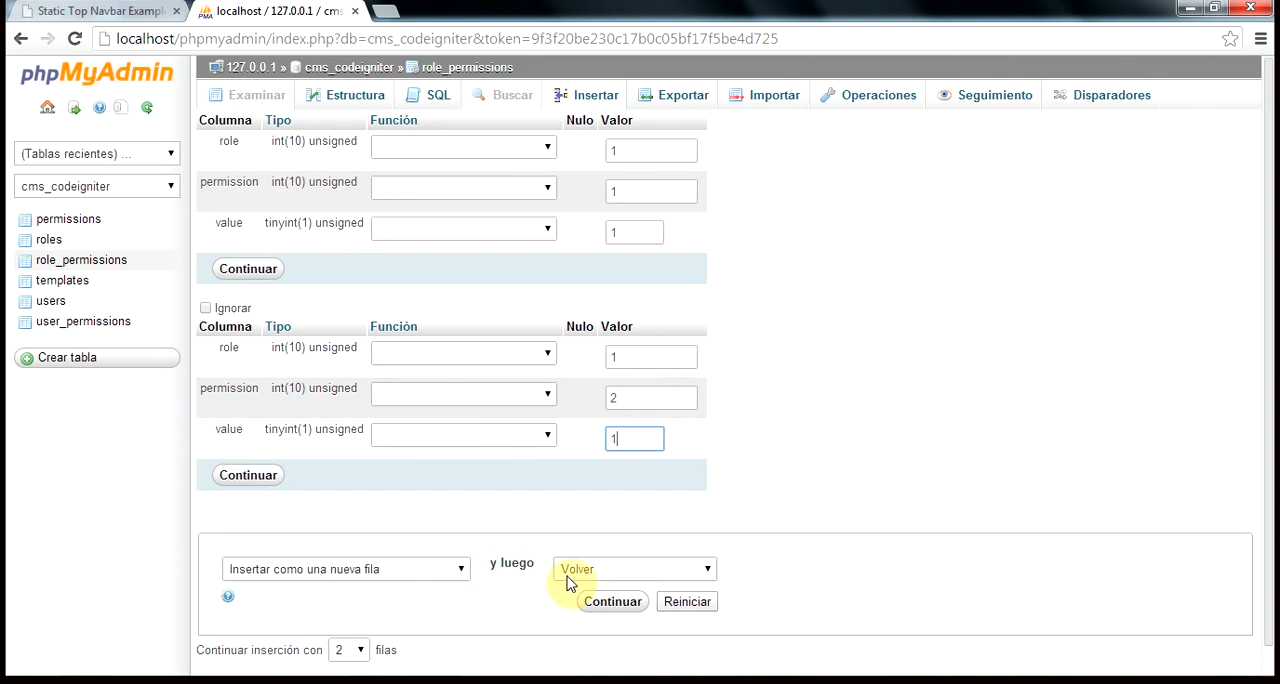 Static Top Navbar Exampl
localhost / 127.0.0.1 / cms
localhost/phpmyadmin/index.php?db=cms_codeigniter&token=9f3f20be230c17b0c05bf17f5be4d725
phpMyAdmin
127.0.0.1 » cms_codeigniter » role_permissions
Examinar Estructura SQL Buscar Insertar Exportar Importar Operaciones Seguimiento Disparadores
(Tablas recientes) ...
cms_codeigniter
permissions
roles
role_permissions
templates
users
user_permissions
Crear tabla
Columna Tipo Función Nulo Valor
role int(10) unsigned 1
permission int(10) unsigned 1
value tinyint(1) unsigned 1
Continuar
Ignorar
Columna Tipo Función Nulo Valor
role int(10) unsigned 1
permission int(10) unsigned 2
value tinyint(1) unsigned 1
Continuar
Insertar como una nueva fila y luego Volver
Continuar Reiniciar
Continuar inserción con 2 filas